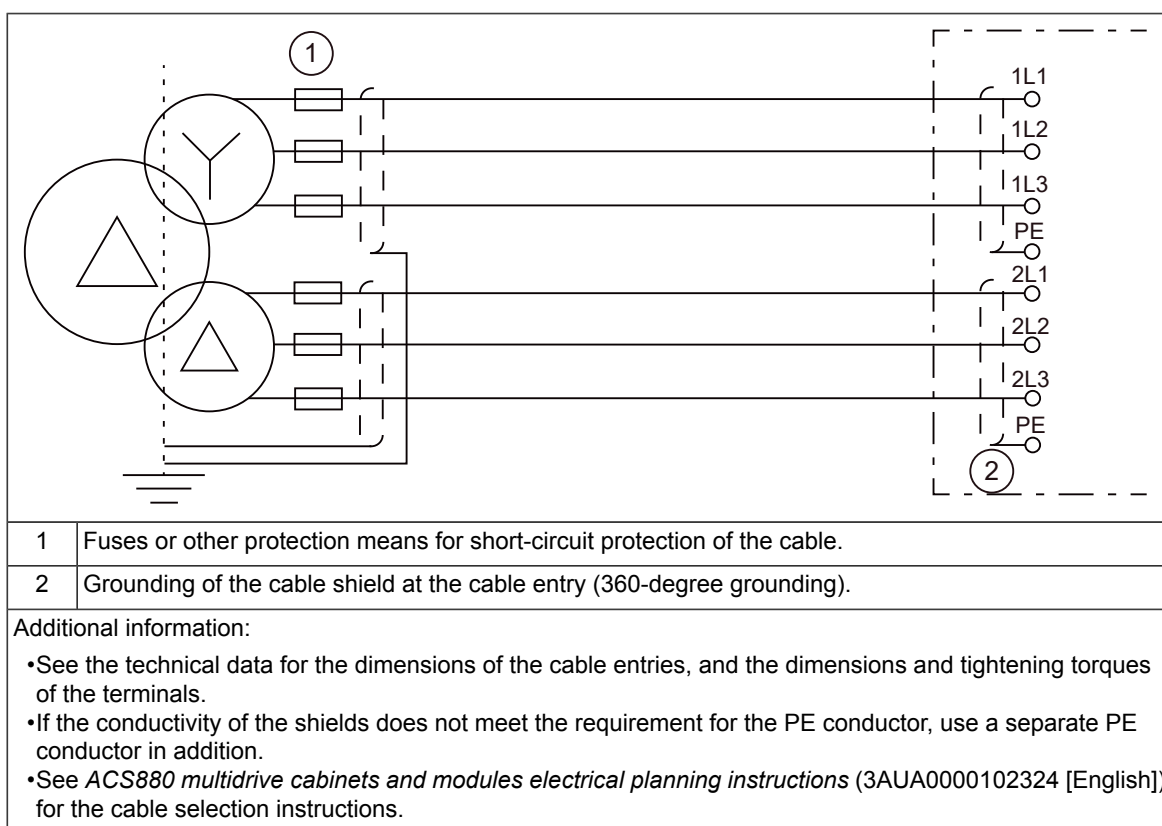 1
1L1
1L2
1L3
PE
2L1
2L2
2L3
PE
2
1 Fuses or other protection means for short-circuit protection of the cable.
2 Grounding of the cable shield at the cable entry (360-degree grounding).
Additional information:
•See the technical data for the dimensions of the cable entries, and the dimensions and tightening torques
of the terminals.
•If the conductivity of the shields does not meet the requirement for the PE conductor, use a separate PE
conductor in addition.
•See ACS880 multidrive cabinets and modules electrical planning instructions (3AUA0000102324 [English])
for the cable selection instructions.